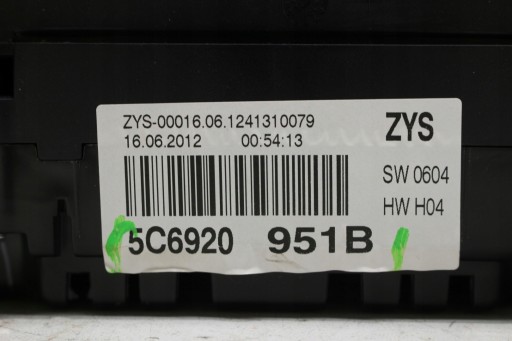 ZYS-00016.06.1241310079
16.06.2012 00:54:13
ZYS
SW 0604
HW H04
5C6920 951B